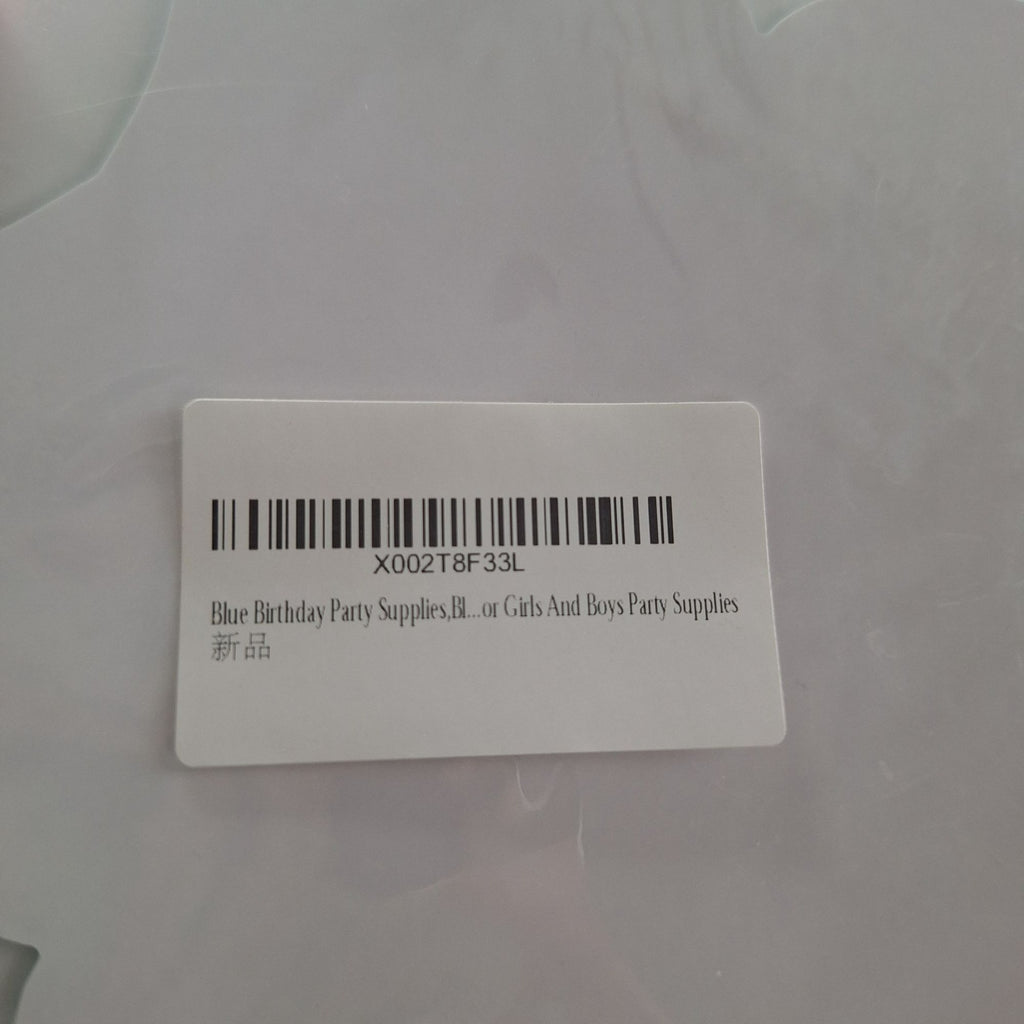 X002T8F33L
Blue Birthday Party Supplies,Bl...or Girls And Boys Party Supplies
新品